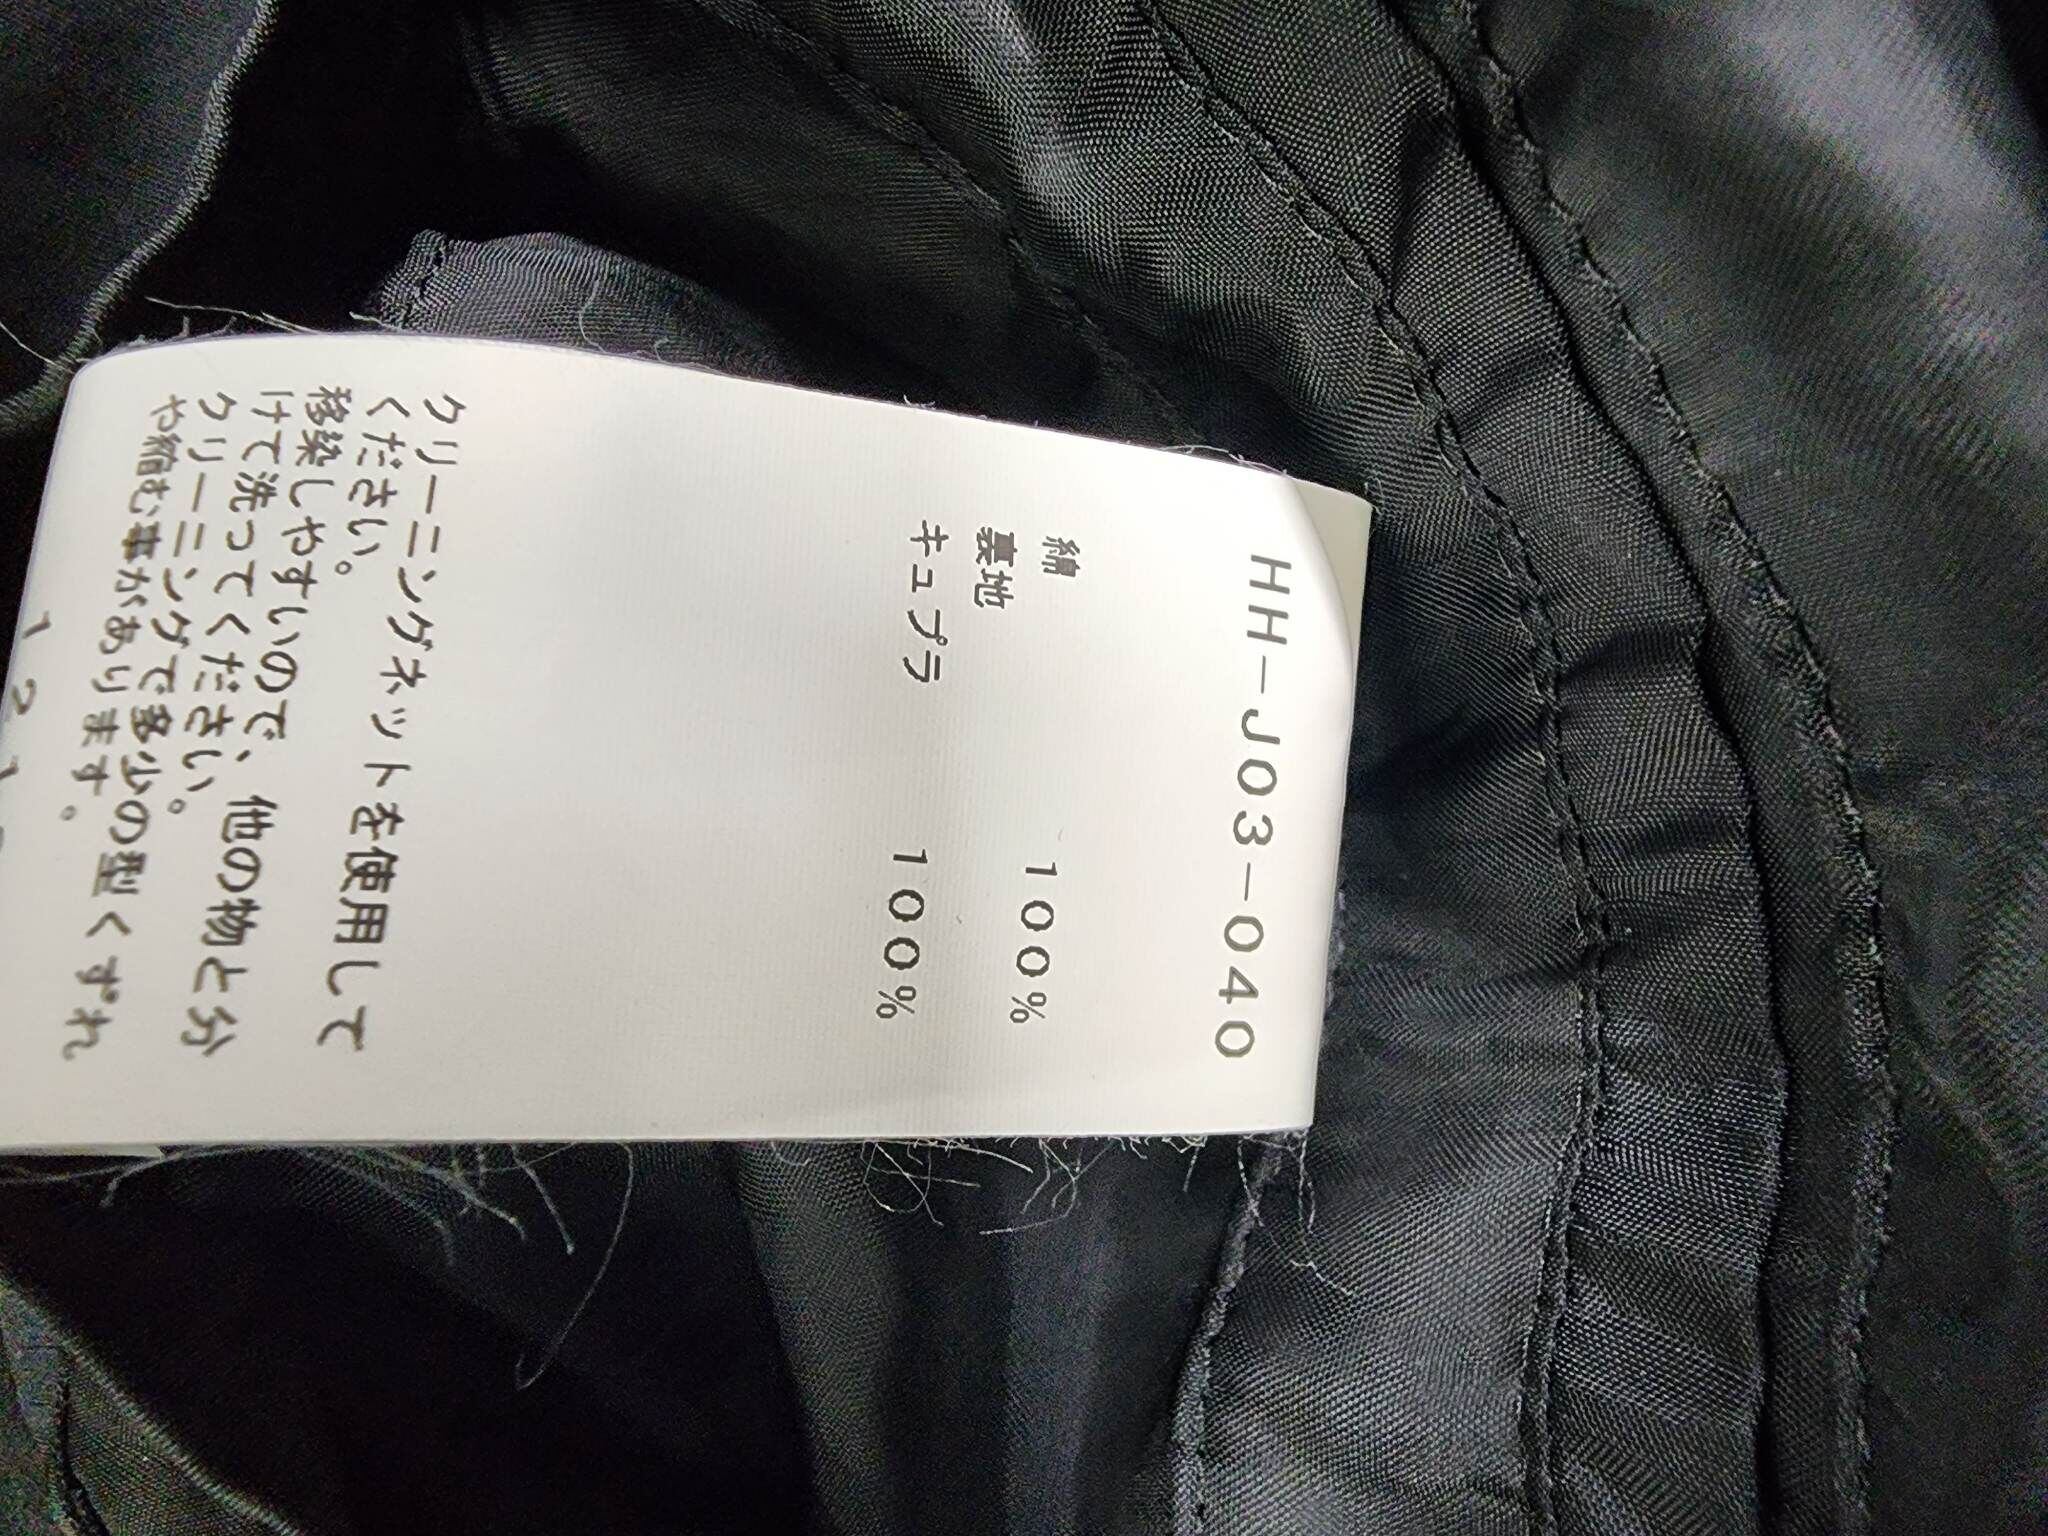 HH-J03-040
綿 100%
裏地
キュプラ 100%
クリーニングネットを使用して
ください。
移染しやすいので、他の物と分
けて洗ってください。
クリーニングで多少の型くずれ
や縮む事があります。